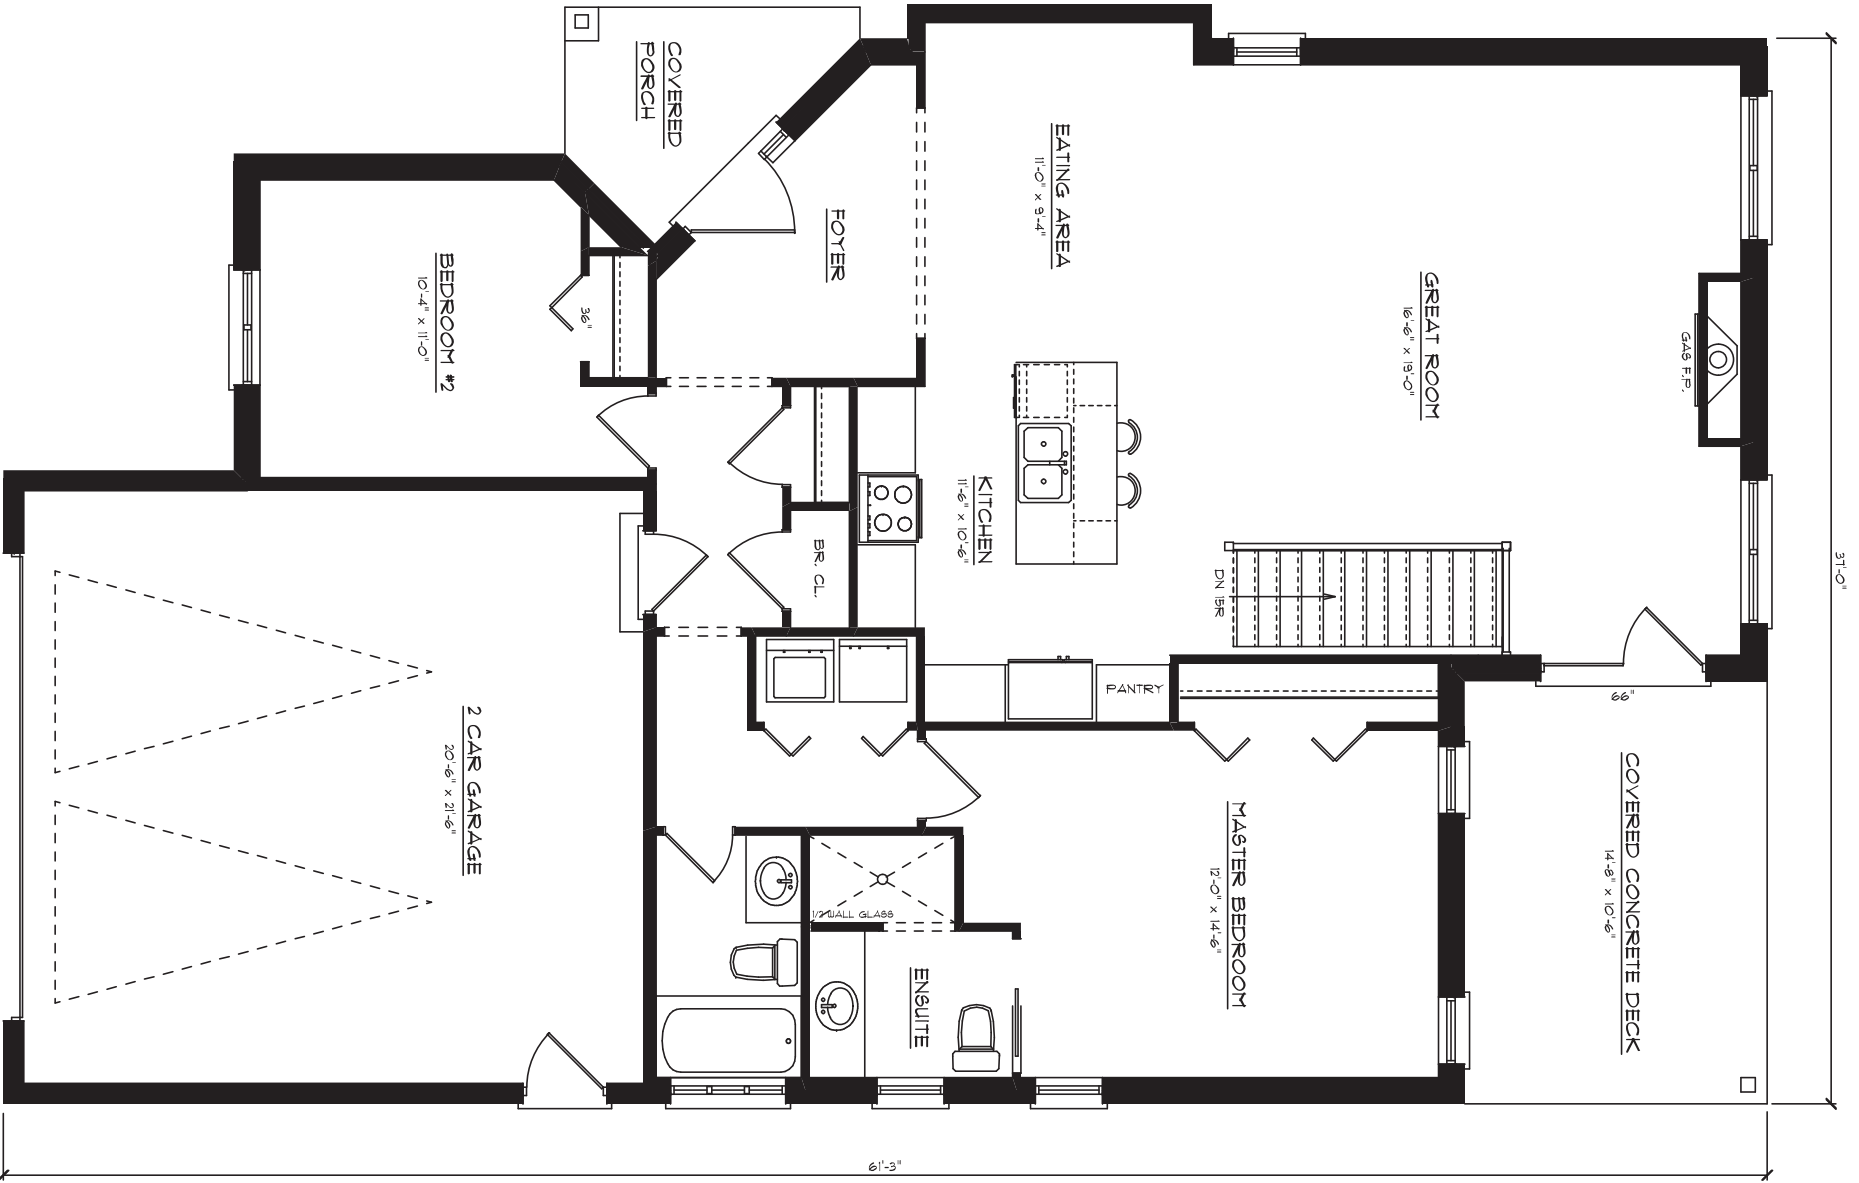 COVERED
PORCH
FOYER
EATING AREA
11'-0" x 9'-4"
GREAT ROOM
16'-6" x 19'-0"
GAS F.P.
BEDROOM #2
10'-4" x 11'-0"
36"
KITCHEN
11'-6" x 10'-6"
BR. CL.
DN 15R
PANTRY
66"
37'-0"
2 CAR GARAGE
20'-6" x 21'-6"
MASTER BEDROOM
12'-0" x 14'-6"
COVERED CONCRETE DECK
14'-8" x 10'-6"
1/2 WALL GLASS
ENSUITE
61'-3"